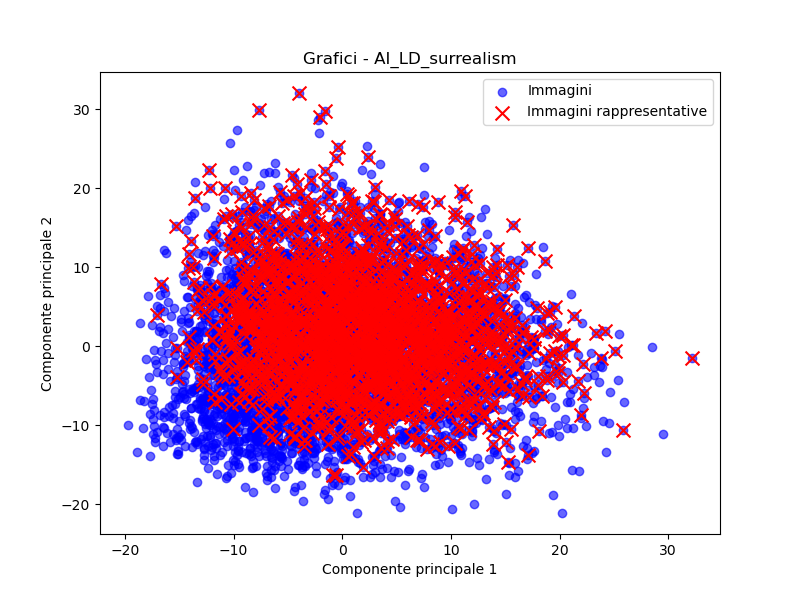 Grafici - AI_LD_surrealism
Immagini
Immagini rappresentative
Componente principale 2
30
20
10
0
−10
−20
−20
−10
0
10
20
30
Componente principale 1